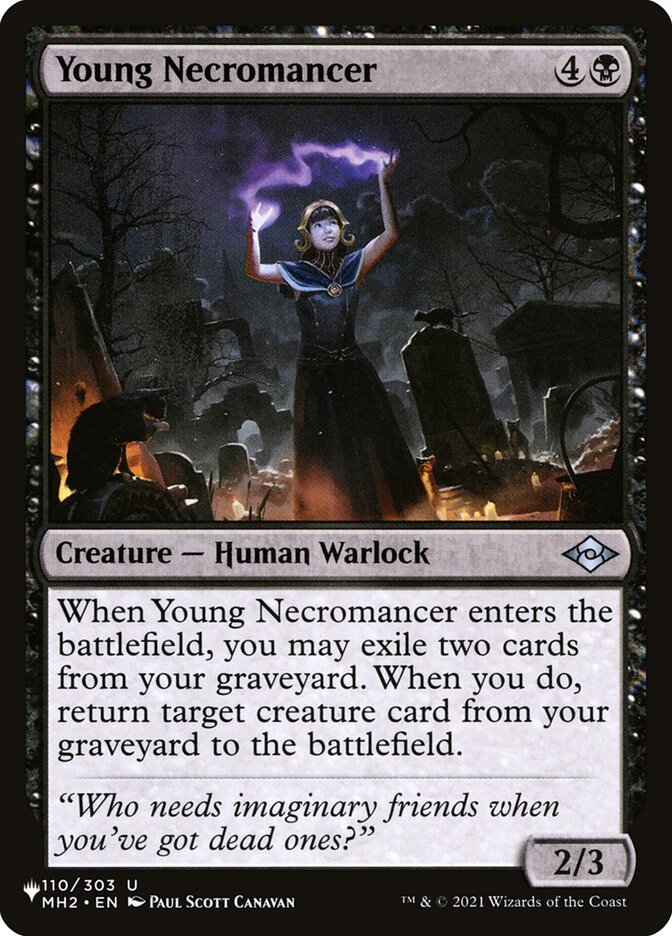 Young Necromancer 4
Creature — Human Warlock
When Young Necromancer enters the
battlefield, you may exile two cards
from your graveyard. When you do,
return target creature card from your
graveyard to the battlefield.
“Who needs imaginary friends when
you’ve got dead ones?”
2/3
110/303 U
MH2 • EN Paul Scott Canavan
™ & © 2021 Wizards of the Coast